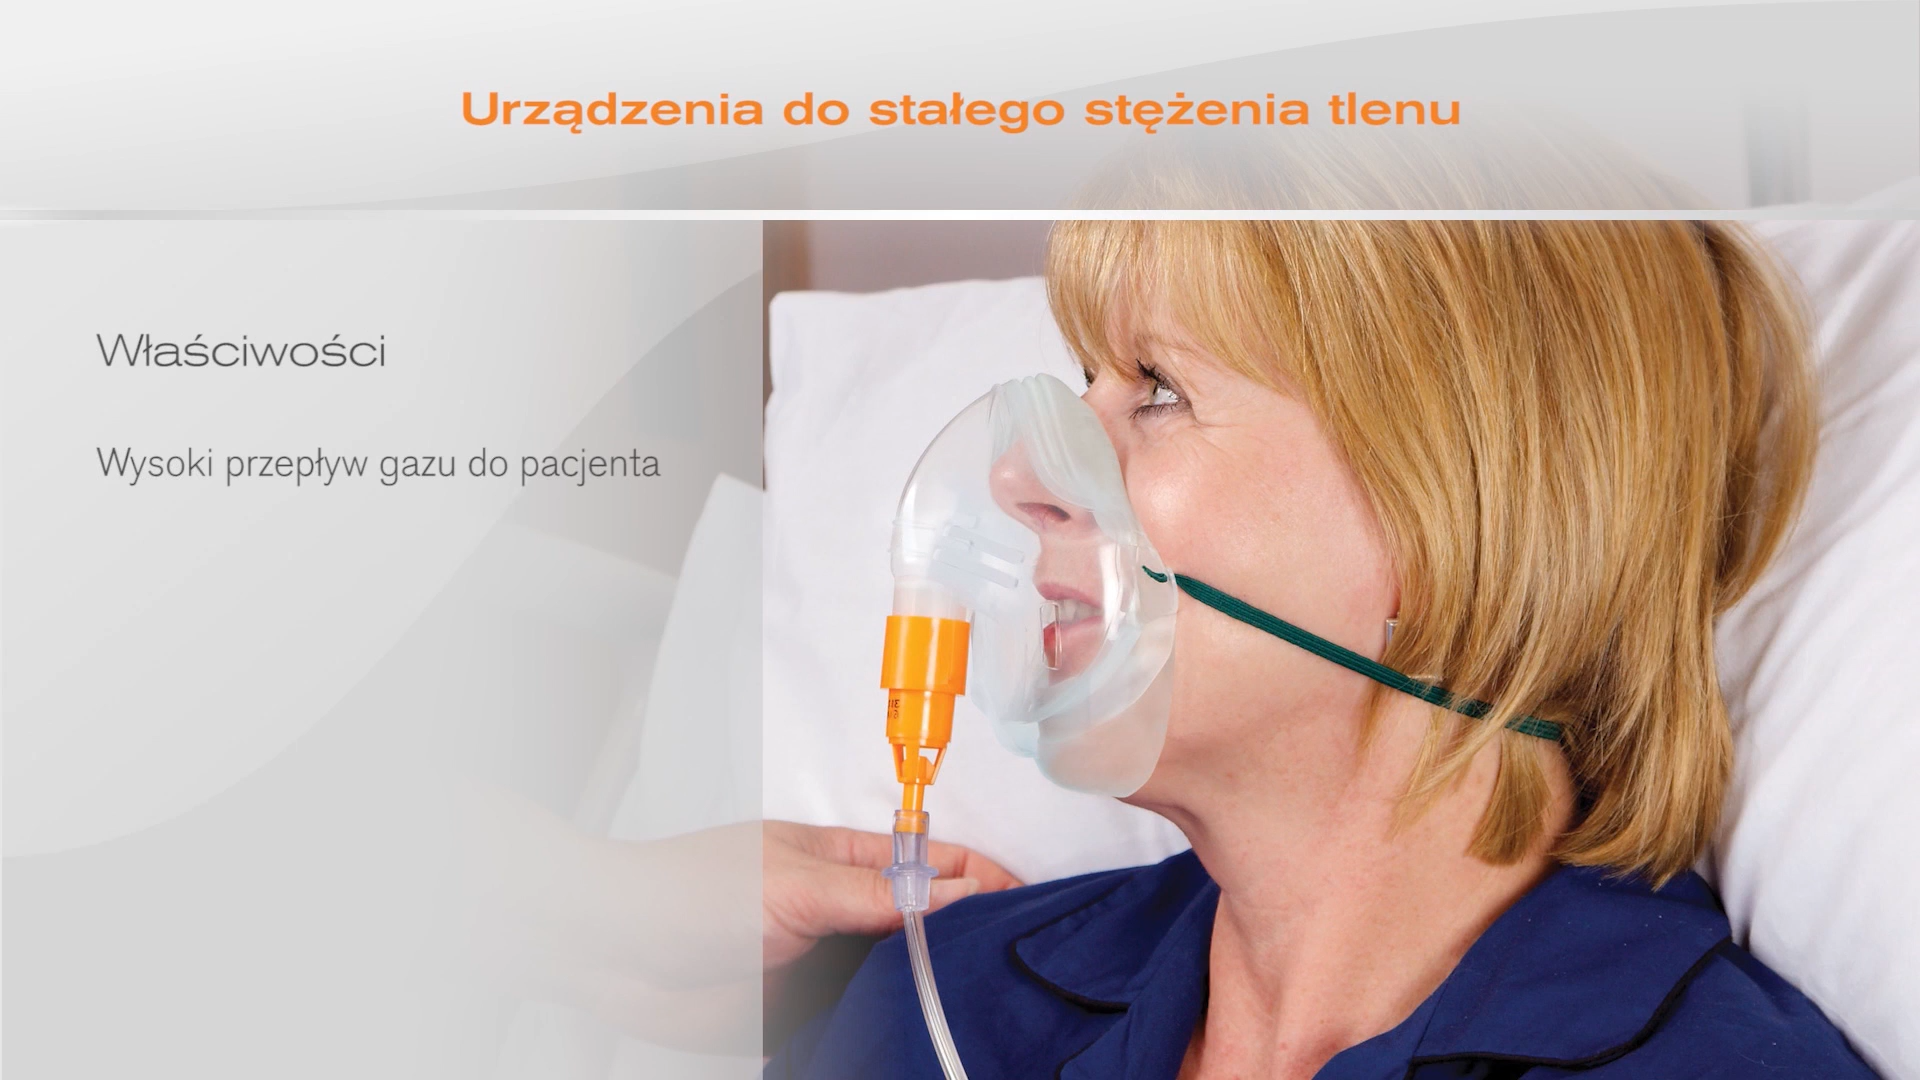 Urządzenia do stałego stężenia tlenu
Właściwości
Wysoki przepływ gazu do pacjenta